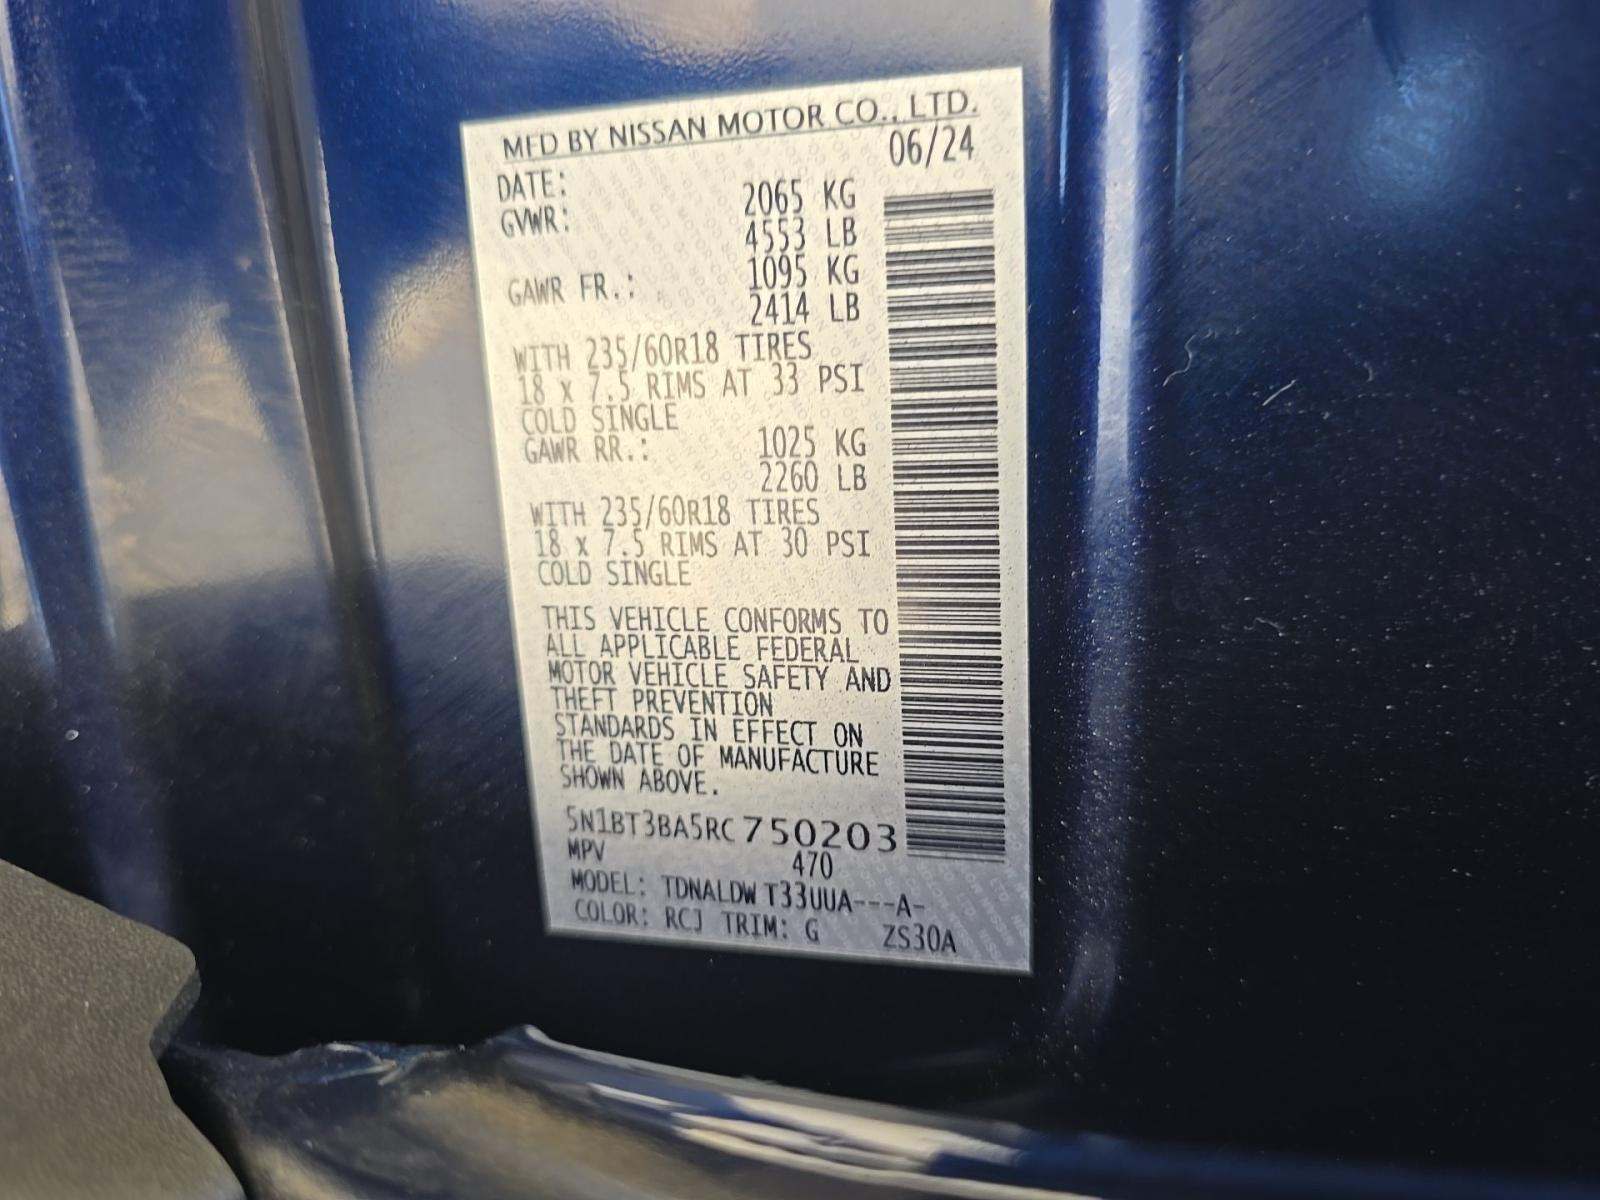 MFD BY NISSAN MOTOR CO., LTD.
DATE: 06/24
GVWR: 2065 KG
4553 LB
GAWR FR.: 1095 KG
2414 LB
WITH 235/60R18 TIRES
18 x 7.5 RIMS AT 33 PSI
COLD SINGLE
GAWR RR.: 1025 KG
2260 LB
WITH 235/60R18 TIRES
18 x 7.5 RIMS AT 30 PSI
COLD SINGLE
THIS VEHICLE CONFORMS TO
ALL APPLICABLE FEDERAL
MOTOR VEHICLE SAFETY AND
THEFT PREVENTION
STANDARDS IN EFFECT ON
THE DATE OF MANUFACTURE
SHOWN ABOVE.
5N1BT3BA5RC750203
MPV 470
MODEL: TDNALDW T33UUA---A-
COLOR: RCJ TRIM: G ZS30A